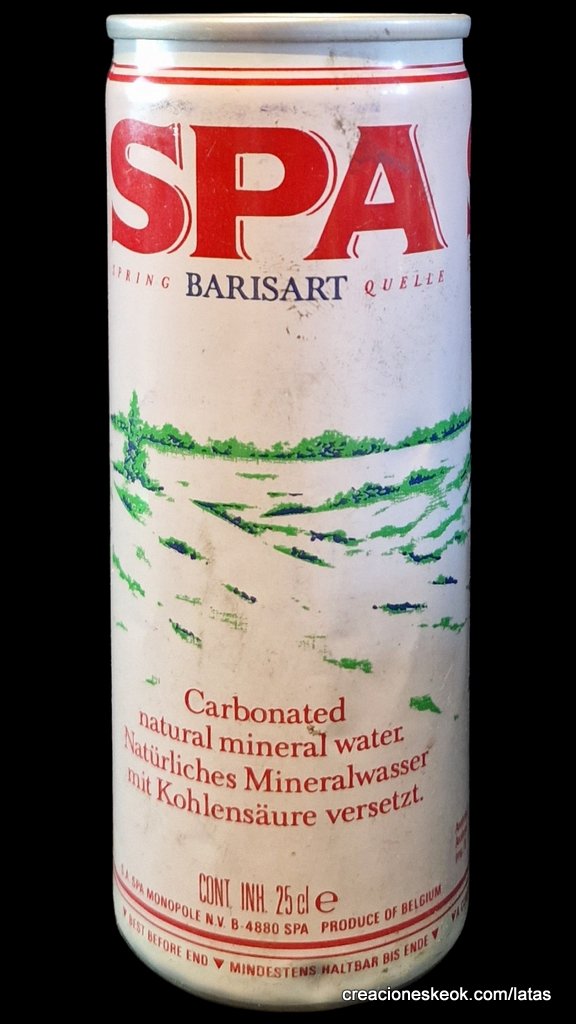 SPA
SPRING BARISART QUELLE
Carbonated
natural mineral water.
Natürliches Mineralwasser
mit Kohlensäure versetzt.
CONT. INH. 25 cl e
S.A. SPA MONOPOLE N.V. B-4880 SPA PRODUCE OF BELGIUM
▼ BEST BEFORE END ▼ MINDESTENS HALTBAR BIS ENDE ▼
creacioneskeok.com/latas